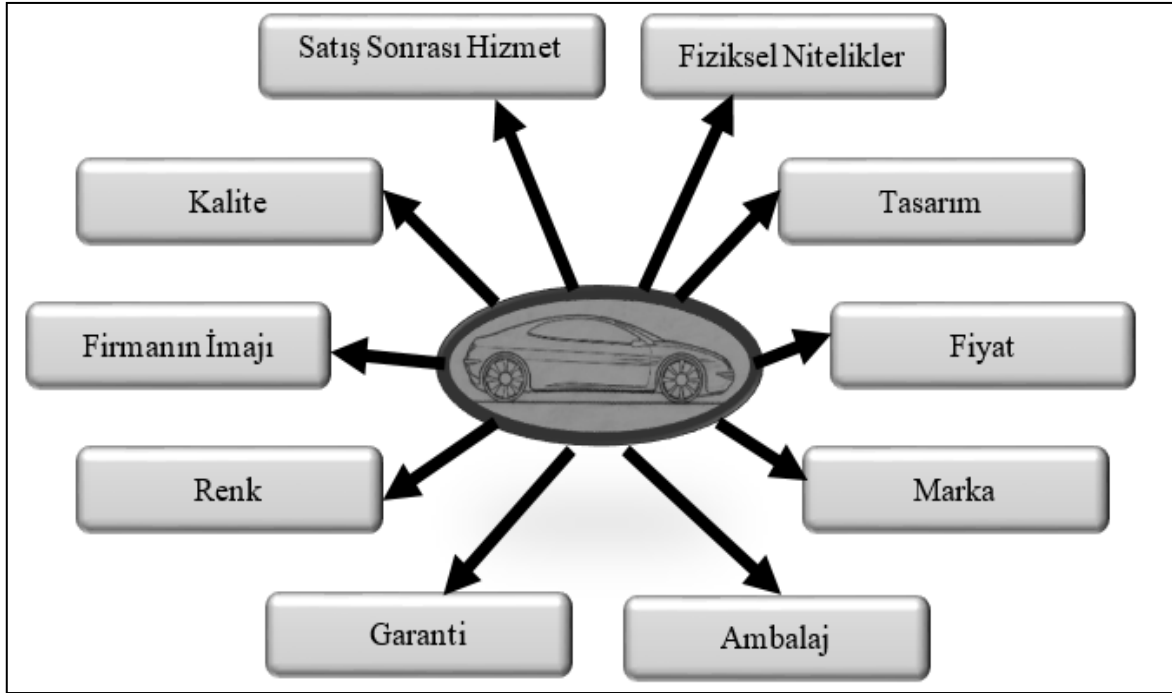 Satış Sonrası Hizmet
Fiziksel Nitelikler
Kalite
Tasarım
Firmanın İmajı
Fiyat
Renk
Marka
Garanti
Ambalaj